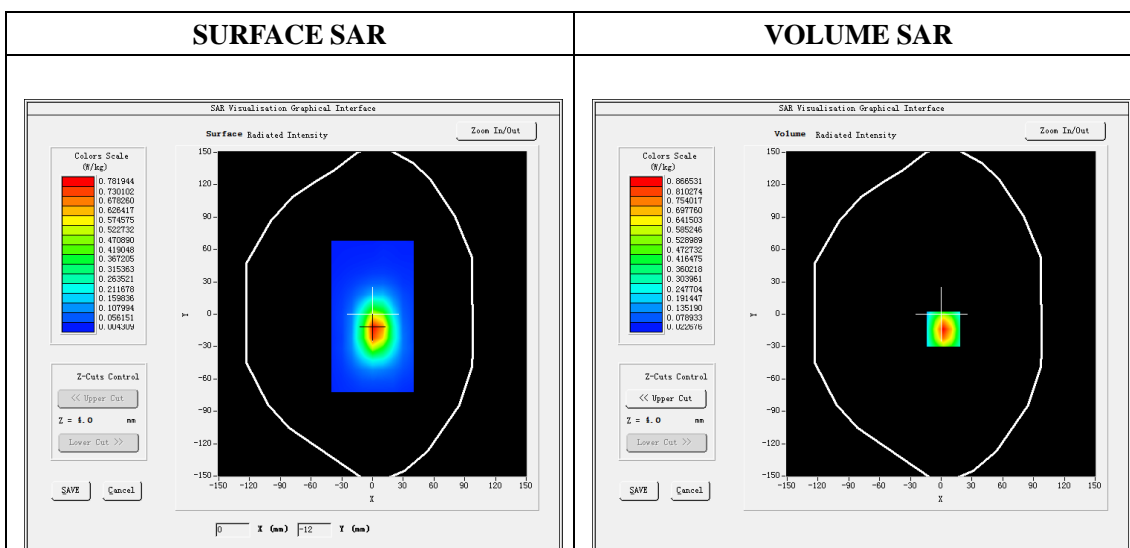 SURFACE SAR
VOLUME SAR
SAR Visualisation Graphical Interface
Surface Radiated Intensity
Zoom In/Out
Colors Scale
(W/kg)
0.781944
0.730102
0.678260
0.626417
0.574575
0.522732
0.470890
0.419048
0.367205
0.315363
0.263521
0.211678
0.159836
0.107994
0.056151
0.004309
Z-Cuts Control
<< Upper Cut
Z = 4.0 mm
Lower Cut >>
SAVE Cancel
150
120
90
60
30
0
-30
-60
-90
-120
-150
Y
-150 -120 -90 -60 -30 0 30 60 90 120 150
X
0 X (mm) -12 Y (mm)
SAR Visualisation Graphical Interface
Volume Radiated Intensity
Zoom In/Out
Colors Scale
(W/kg)
0.866531
0.810274
0.754017
0.697760
0.641503
0.585246
0.528989
0.472732
0.416475
0.360218
0.303961
0.247704
0.191447
0.135190
0.078933
0.022676
Z-Cuts Control
<< Upper Cut
Z = 4.0 mm
Lower Cut >>
SAVE Cancel
150
120
90
60
30
0
-30
-60
-90
-120
-150
Y
-150 -120 -90 -60 -30 0 30 60 90 120 150
X